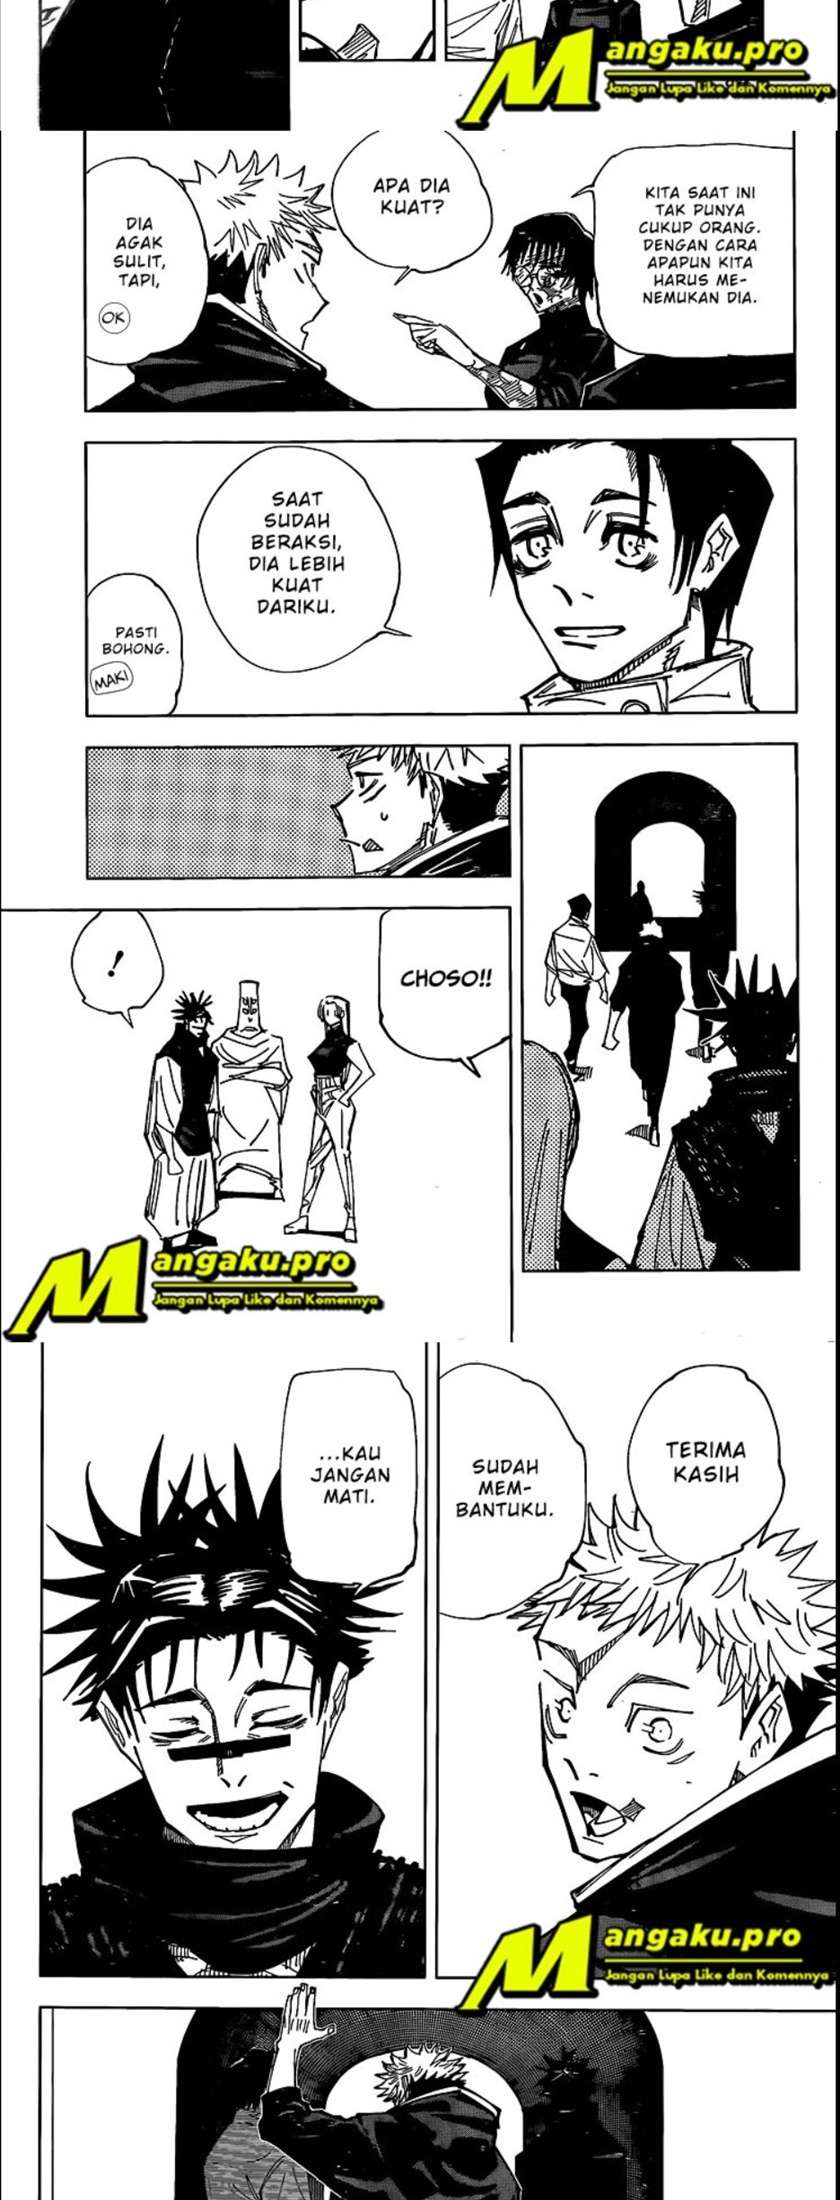 Mangaku.pro
Jangan Lupa Like dan Komennya
KITA SAAT INI
TAK PUNYA
CUKUP ORANG.
DENGAN CARA
APAPUN KITA
HARUS ME-
NEMUKAN DIA.
APA DIA
KUAT?
DIA
AGAK
SULIT,
TAPI,
OK
SAAT
SUDAH
BERAKSI,
DIA LEBIH
KUAT
DARIKU.
PASTI
BOHONG.
MAKI
CHOSO!!
!
Mangaku.pro
Jangan Lupa Like dan Komennya
TERIMA
KASIH
SUDAH
MEM-
BANTUKU.
...KAU
JANGAN
MATI.
Mangaku.pro
Jangan Lupa Like dan Komennya